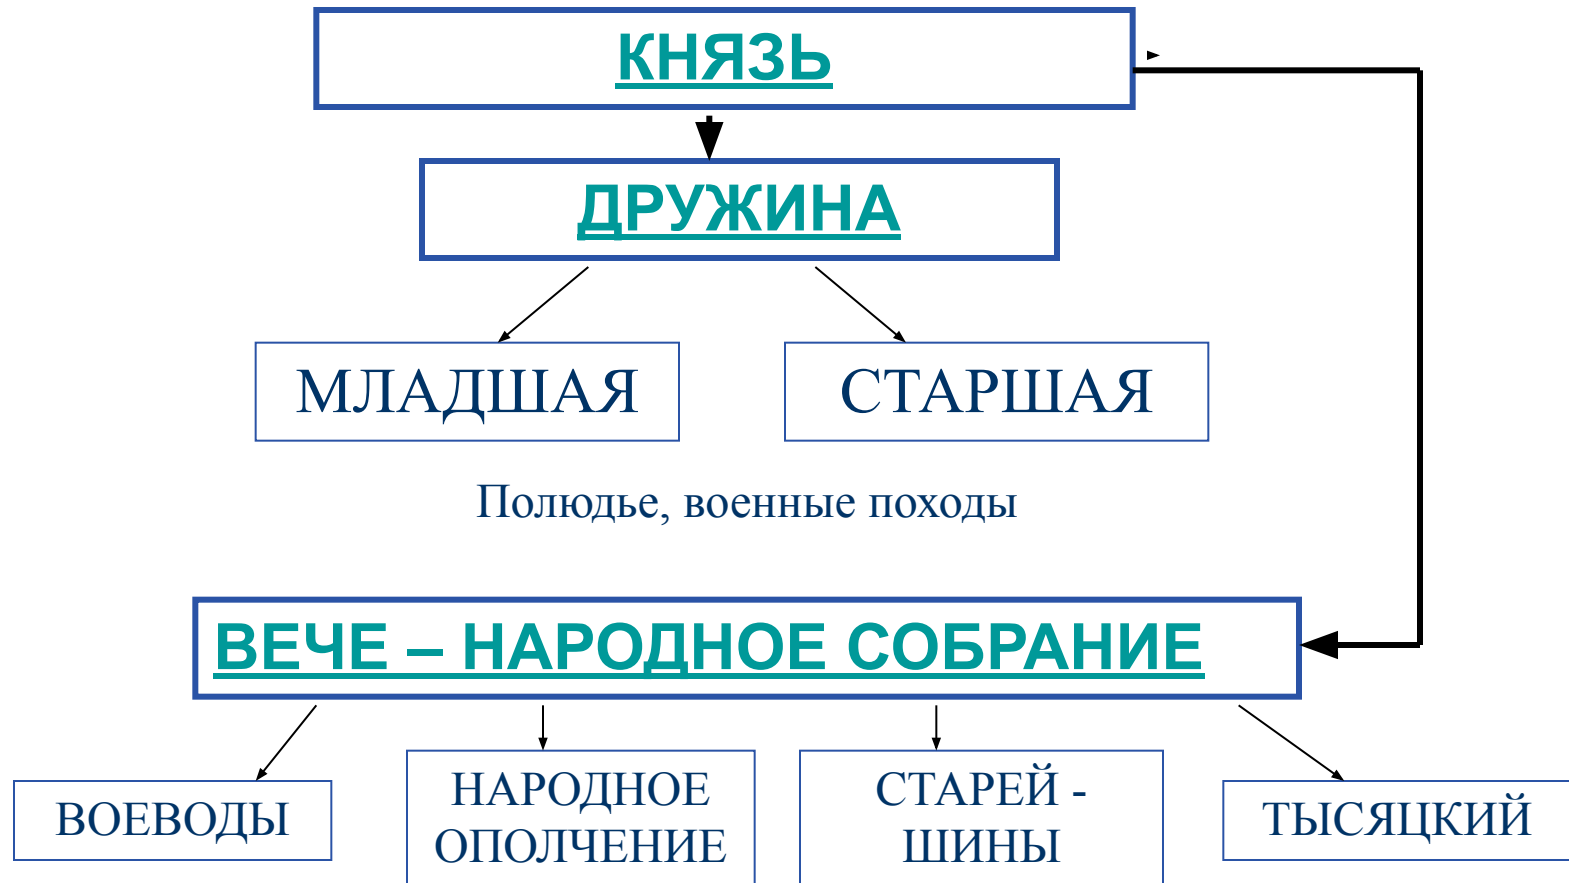 КНЯЗЬ
ДРУЖИНА
МЛАДШАЯ
СТАРШАЯ
Полюдье, военные походы
ВЕЧЕ – НАРОДНОЕ СОБРАНИЕ
ВОЕВОДЫ
НАРОДНОЕ
ОПОЛЧЕНИЕ
СТАРЕЙ -
ШИНЫ
ТЫСЯЦКИЙ